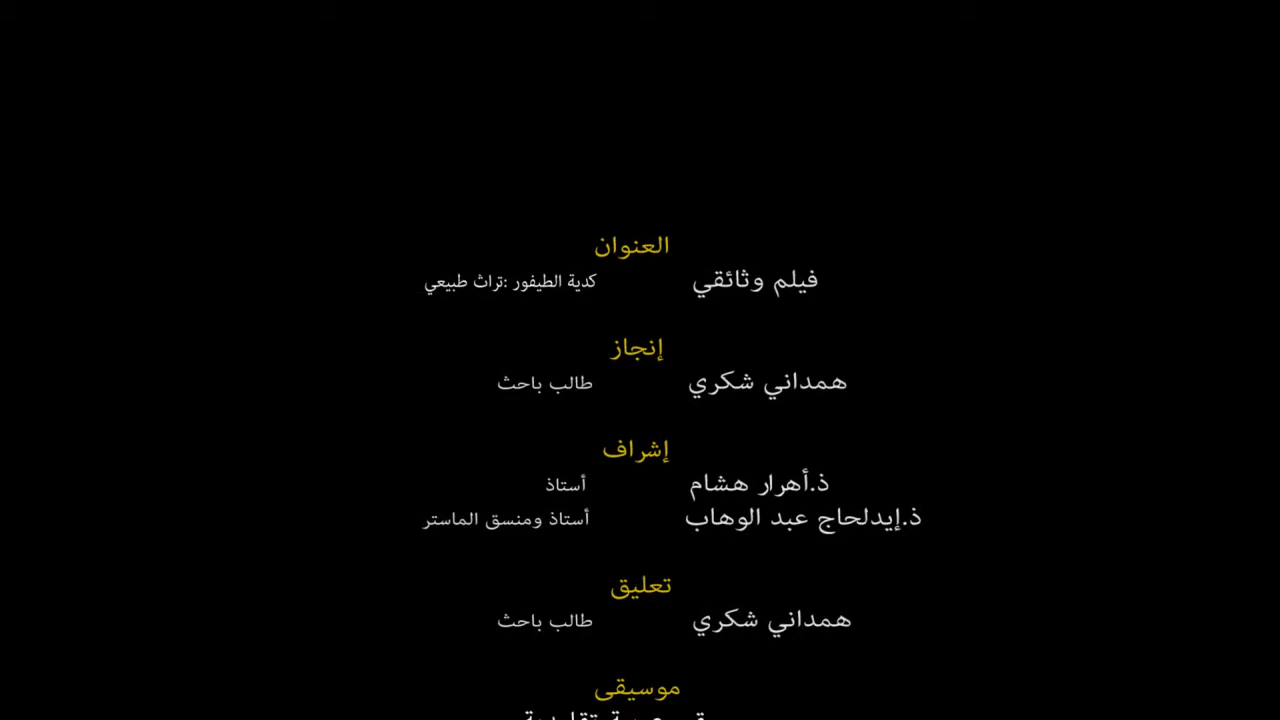 العنوان
فيلم وثائقي كدية الطيفور :تراث طبيعي
إنجاز
همداني شكري طالب باحث
إشراف
ذ.أهرار هشام أستاذ
ذ.إيدلحاج عبد الوهاب أستاذ ومنسق الماستر
تعليق
همداني شكري طالب باحث
موسيقى